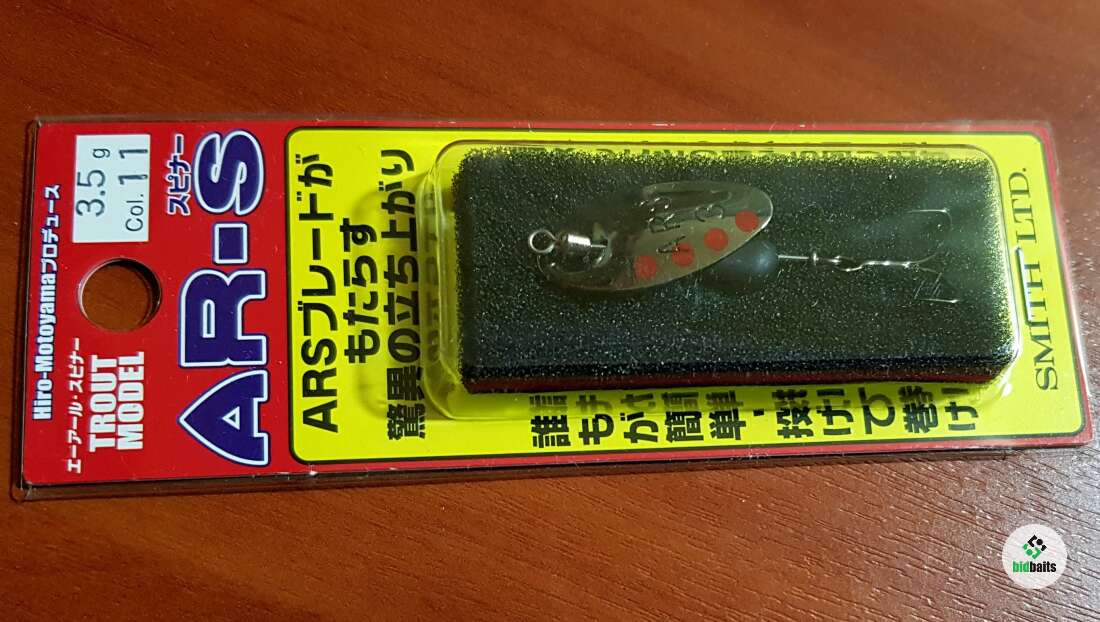 Hiro-Motoyamaプロデュース
3.5g
Col. 11
エーアール・スピナー
TROUT
MODEL
スピナー
AR-S
ARSブレードが
もたらす
驚異の立ち上がり
誰もが簡単・投げて巻け
ARS
SMITH LTD.
bidbaits